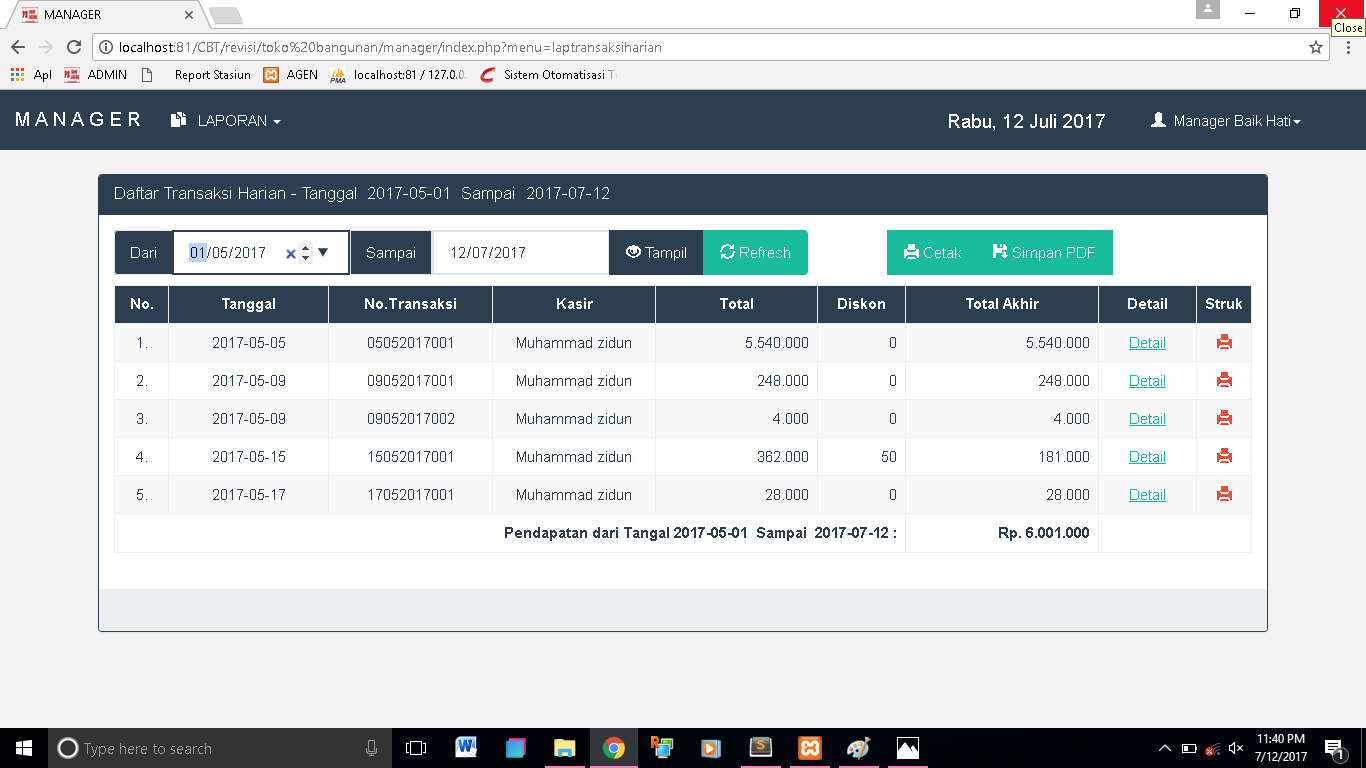 MANAGER
Close
localhost:81/CBT/revisi/toko%20bangunan/manager/index.php?menu=laptransaksiharian
Apl ADMIN Report Stasiun AGEN localhost:81 / 127.0.0. Sistem Otomatisasi Ti
MANAGER LAPORAN Rabu, 12 Juli 2017 Manager Baik Hati
Daftar Transaksi Harian - Tanggal 2017-05-01 Sampai 2017-07-12
Dari 01/05/2017 Sampai 12/07/2017 Tampil Refresh Cetak Simpan PDF
No. Tanggal No.Transaksi Kasir Total Diskon Total Akhir Detail Struk
1. 2017-05-05 05052017001 Muhammad zidun 5.540.000 0 5.540.000 Detail
2. 2017-05-09 09052017001 Muhammad zidun 248.000 0 248.000 Detail
3. 2017-05-09 09052017002 Muhammad zidun 4.000 0 4.000 Detail
4. 2017-05-15 15052017001 Muhammad zidun 362.000 50 181.000 Detail
5. 2017-05-17 17052017001 Muhammad zidun 28.000 0 28.000 Detail
Pendapatan dari Tangal 2017-05-01 Sampai 2017-07-12 : Rp. 6.001.000
Type here to search
11:40 PM
7/12/2017
1